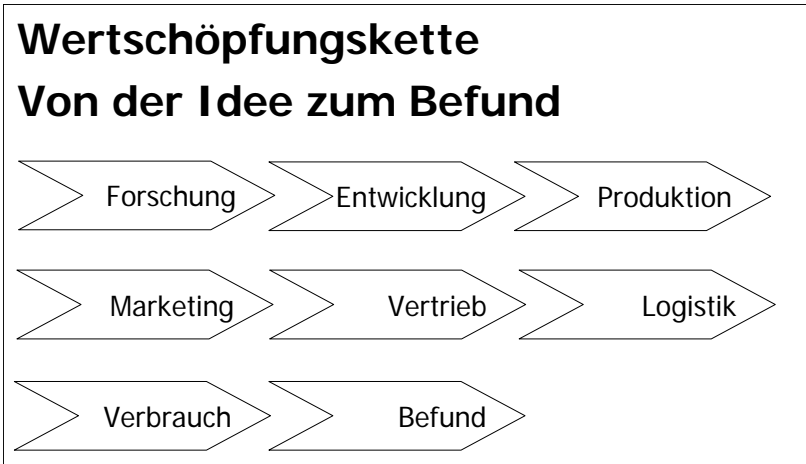 Wertschöpfungskette
Von der Idee zum Befund
Forschung Entwicklung Produktion
Marketing Vertrieb Logistik
Verbrauch Befund